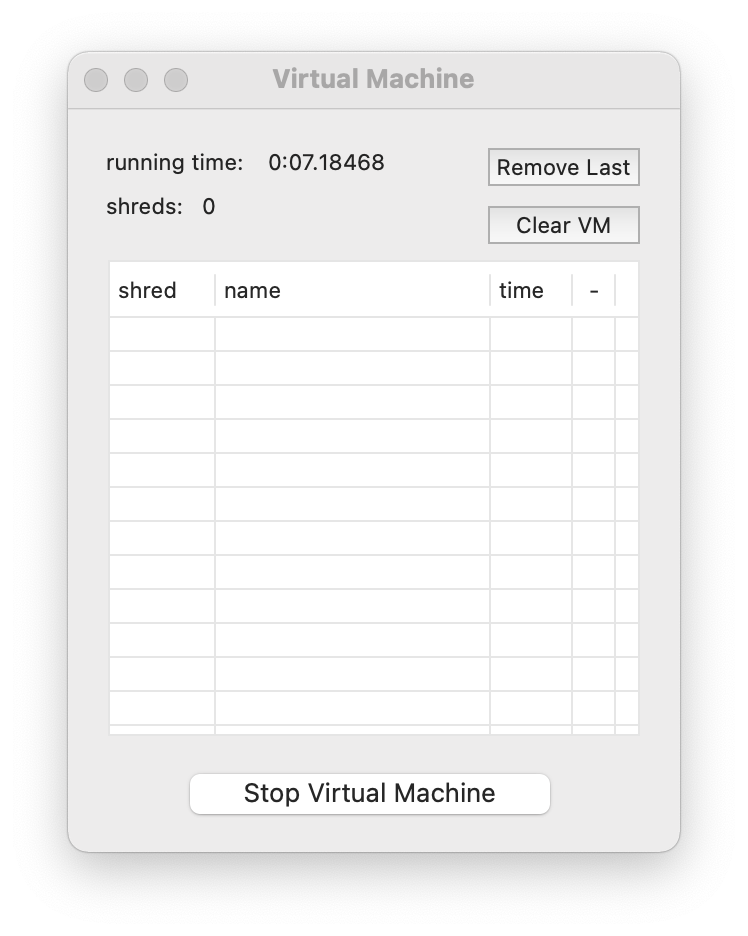 Virtual Machine
running time: 0:07.18468
Remove Last
shreds: 0
Clear VM
shred name time -
Stop Virtual Machine